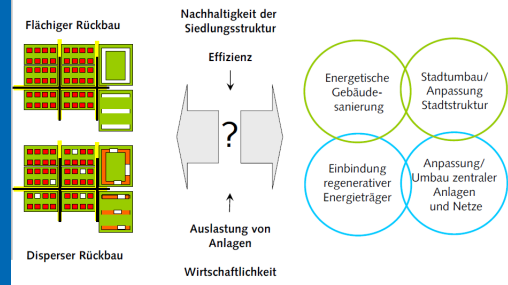 Flächiger Rückbau
Disperser Rückbau
Nachhaltigkeit der
Siedlungsstruktur
Effizienz
?
Auslastung von
Anlagen
Wirtschaftlichkeit
Energetische
Gebäude-
sanierung
Stadtumbau/
Anpassung
Stadtstruktur
Einbindung
regenerativer
Energieträger
Anpassung/
Umbau zentraler
Anlagen
und Netze